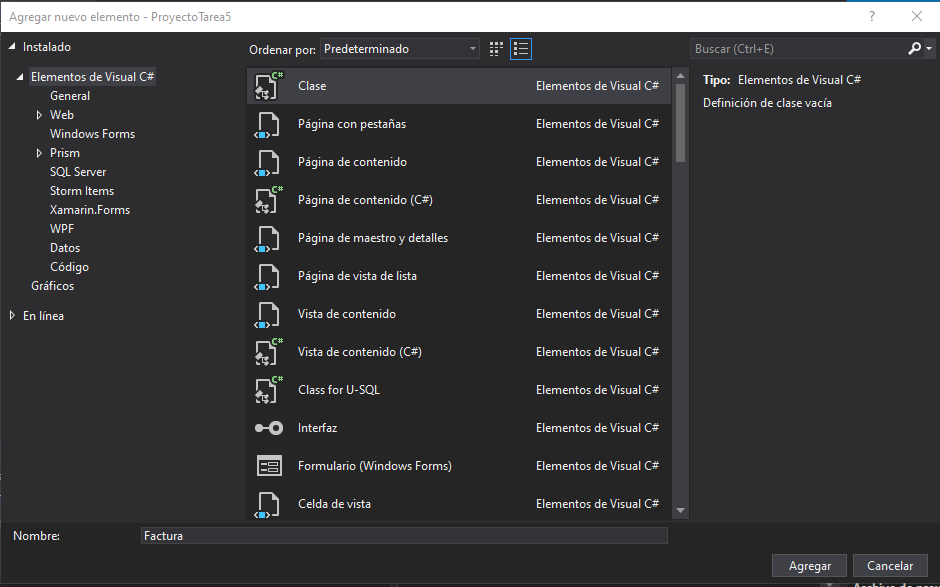 Agregar nuevo elemento - ProyectoTarea5
Instalado
Elementos de Visual C#
General
Web
Windows Forms
Prism
SQL Server
Storm Items
Xamarin.Forms
WPF
Datos
Código
Gráficos
En línea
Ordenar por: Predeterminado
Clase Elementos de Visual C#
Página con pestañas Elementos de Visual C#
Página de contenido Elementos de Visual C#
Página de contenido (C#) Elementos de Visual C#
Página de maestro y detalles Elementos de Visual C#
Página de vista de lista Elementos de Visual C#
Vista de contenido Elementos de Visual C#
Vista de contenido (C#) Elementos de Visual C#
Class for U-SQL Elementos de Visual C#
Interfaz Elementos de Visual C#
Formulario (Windows Forms) Elementos de Visual C#
Celda de vista Elementos de Visual C#
Buscar (Ctrl+E)
Tipo: Elementos de Visual C#
Definición de clase vacía
Nombre: Factura
Agregar Cancelar